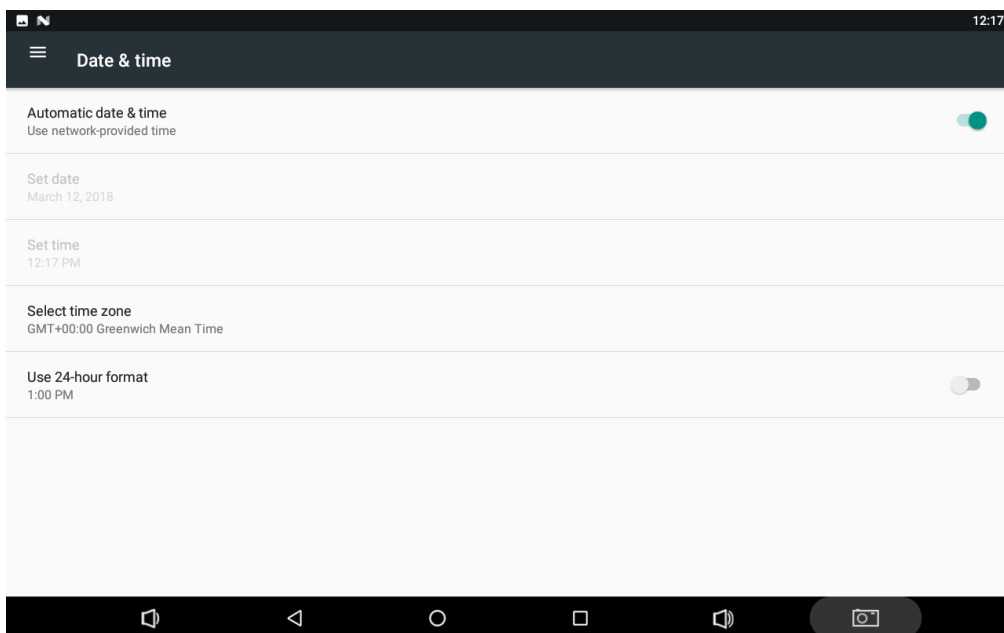 12:17
Date & time
Automatic date & time
Use network-provided time
Set date
March 12, 2018
Set time
12:17 PM
Select time zone
GMT+00:00 Greenwich Mean Time
Use 24-hour format
1:00 PM